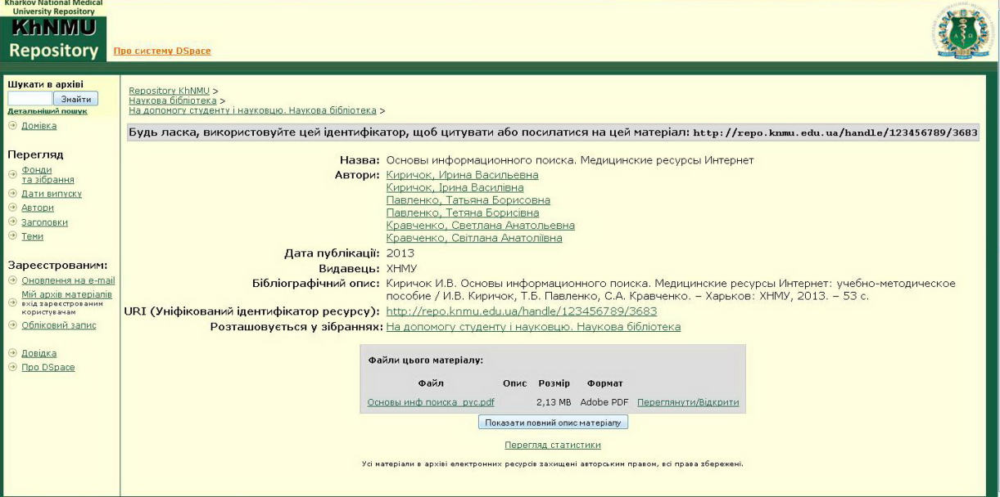 Kharkov National Medical
University Repository
KhNMU
Repository
Про систему DSpace
Шукати в архіві
Знайти
Детальніший пошук
Домівка
Перегляд
Фонди
та зібрання
Дати випуску
Автори
Заголовки
Теми
Зареєстрованим:
Оновлення на e-mail
Мій архів матеріалів
вхід зареєстрованим
користувачам
Обліковий запис
Довідка
Про DSpace
Repository KhNMU >
Наукова бібліотека >
На допомогу студенту і науковцю. Наукова бібліотека >
Будь ласка, використовуйте цей ідентифікатор, щоб цитувати або посилатися на цей матеріал: http://repo.knmu.edu.ua/handle/123456789/3683
Назва: Основы информационного поиска. Медицинские ресурсы Интернет
Автори: Киричок, Ирина Васильевна
Киричок, Ірина Василівна
Павленко, Татьяна Борисовна
Павленко, Тетяна Борисівна
Кравченко, Светлана Анатольевна
Кравченко, Світлана Анатоліївна
Дата публікації: 2013
Видавець: ХНМУ
Бібліографічний опис: Киричок И.В. Основы информационного поиска. Медицинские ресурсы Интернет: учебно-методическое
пособие / И.В. Киричок, Т.Б. Павленко, С.А. Кравченко. – Харьков: ХНМУ, 2013. – 53 с.
URI (Уніфікований ідентифікатор ресурсу): http://repo.knmu.edu.ua/handle/123456789/3683
Розташовується у зібраннях: На допомогу студенту і науковцю. Наукова бібліотека
Файли цього матеріалу:
Файл Опис Розмір Формат
Основы инф поиска_рус.pdf 2,13 MB Adobe PDF Переглянути/Відкрити
Показати повний опис матеріалу
Перегляд статистики
Усі матеріали в архіві електронних ресурсів захищені авторським правом, всі права збережені.